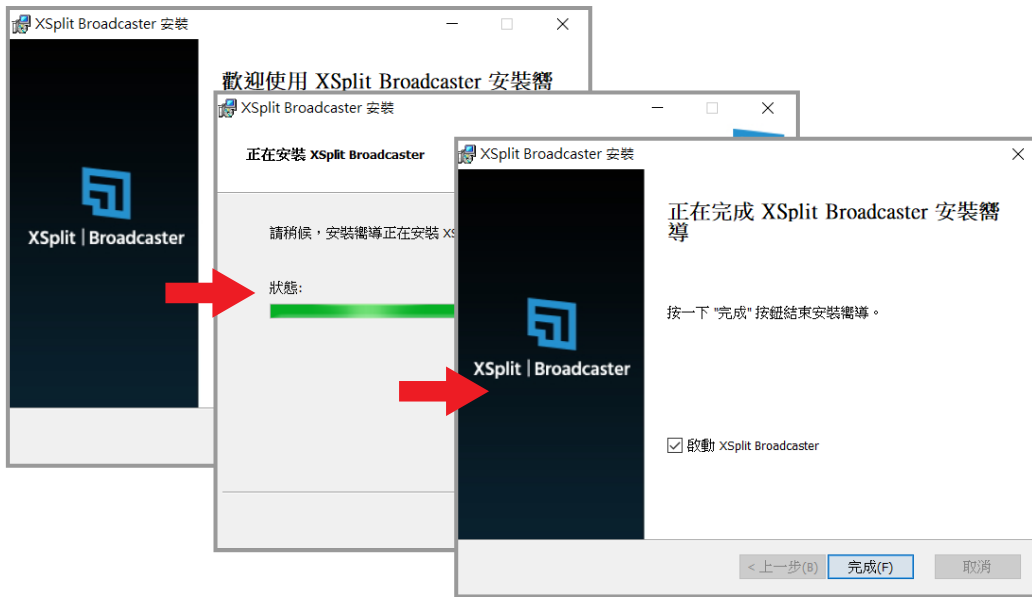 XSplit Broadcaster 安裝
歡迎使用 XSplit Broadcaster 安裝嚮
XSplit | Broadcaster
XSplit Broadcaster 安裝
正在安裝 XSplit Broadcaster
請稍候，安裝嚮導正在安裝 XS
狀態:
XSplit Broadcaster 安裝
正在完成 XSplit Broadcaster 安裝嚮
導
按一下 "完成" 按鈕結束安裝嚮導。
XSplit | Broadcaster
啟動 XSplit Broadcaster
< 上一步(B)
完成(F)
取消